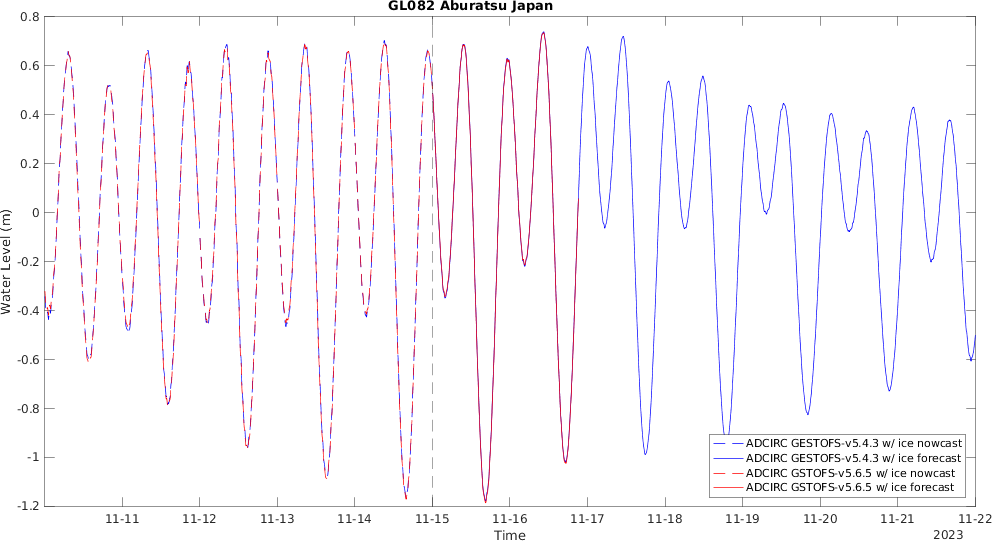 GL082 Aburatsu Japan
0.8
0.6
0.4
0.2
0
-0.2
-0.4
-0.6
-0.8
-1
-1.2
Water Level (m)
ADCIRC GESTOFS-v5.4.3 w/ ice nowcast
ADCIRC GESTOFS-v5.4.3 w/ ice forecast
ADCIRC GSTOFS-v5.6.5 w/ ice nowcast
ADCIRC GSTOFS-v5.6.5 w/ ice forecast
11-11 11-12 11-13 11-14 11-15 11-16 11-17 11-18 11-19 11-20 11-21 11-22
Time
2023